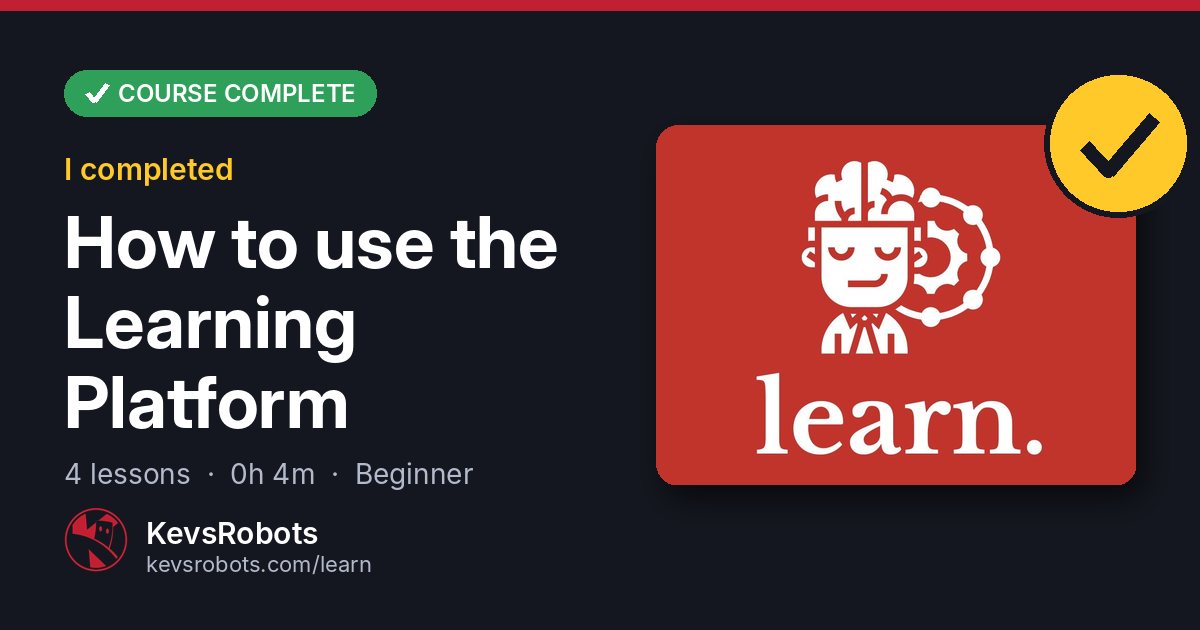 COURSE COMPLETE
I completed
How to use the
Learning
Platform
4 lessons · 0h 4m · Beginner
KevsRobots
kevsrobots.com/learn
learn.